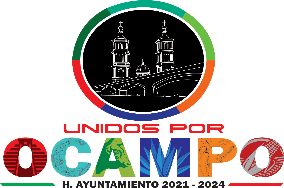 UNIDOS POR
OCAMPO
H. AYUNTAMIENTO 2021 - 2024